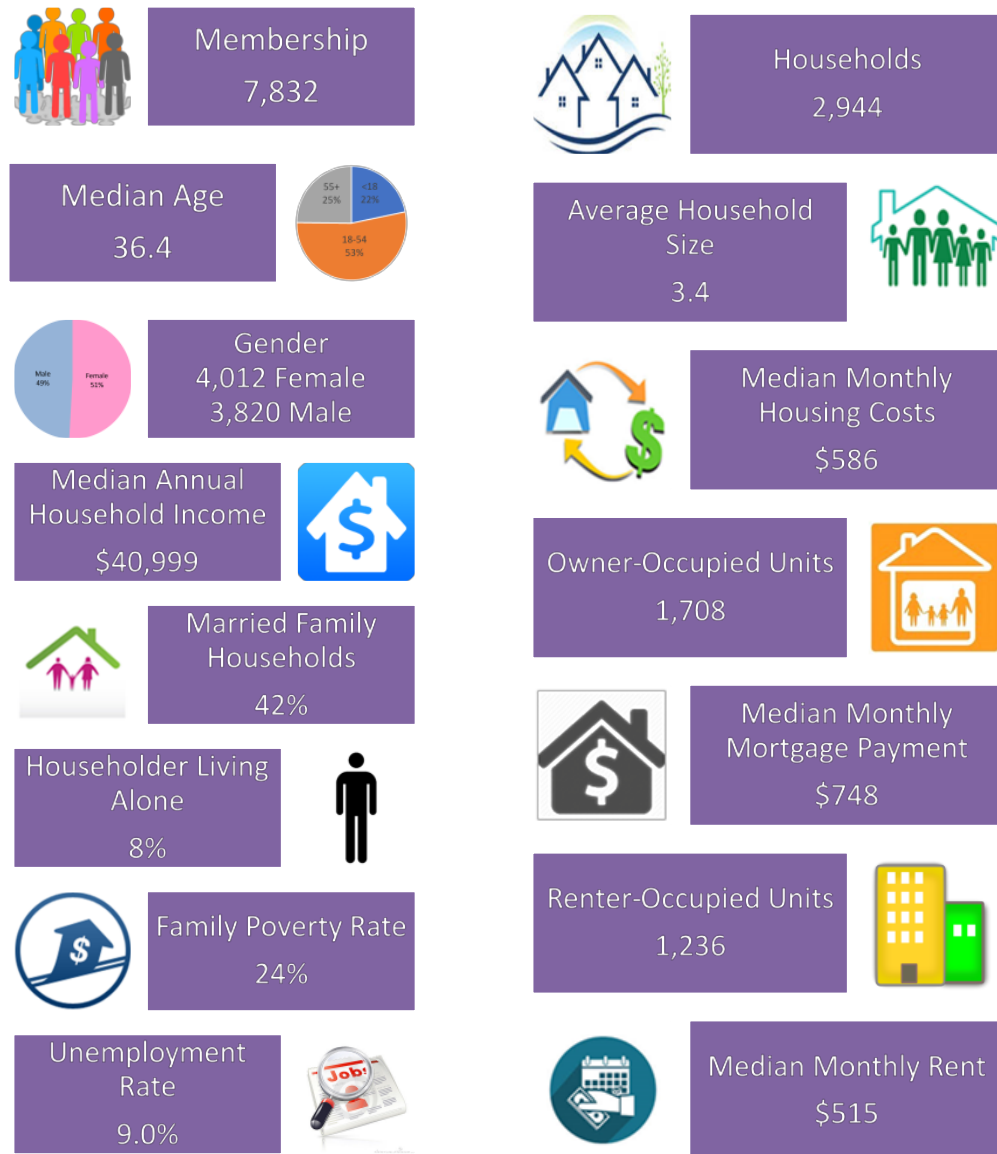 Membership
7,832
Median Age
36.4
55+
25%
<18
22%
18-54
53%
Male
49%
Female
51%
Gender
4,012 Female
3,820 Male
Median Annual
Household Income
$40,999
$
Married Family
Households
42%
Householder Living
Alone
8%
$
Family Poverty Rate
24%
Unemployment
Rate
9.0%
Jobs
Households
2,944
Average Household
Size
3.4
$
Median Monthly
Housing Costs
$586
Owner-Occupied Units
1,708
$
Median Monthly
Mortgage Payment
$748
Renter-Occupied Units
1,236
Median Monthly Rent
$515